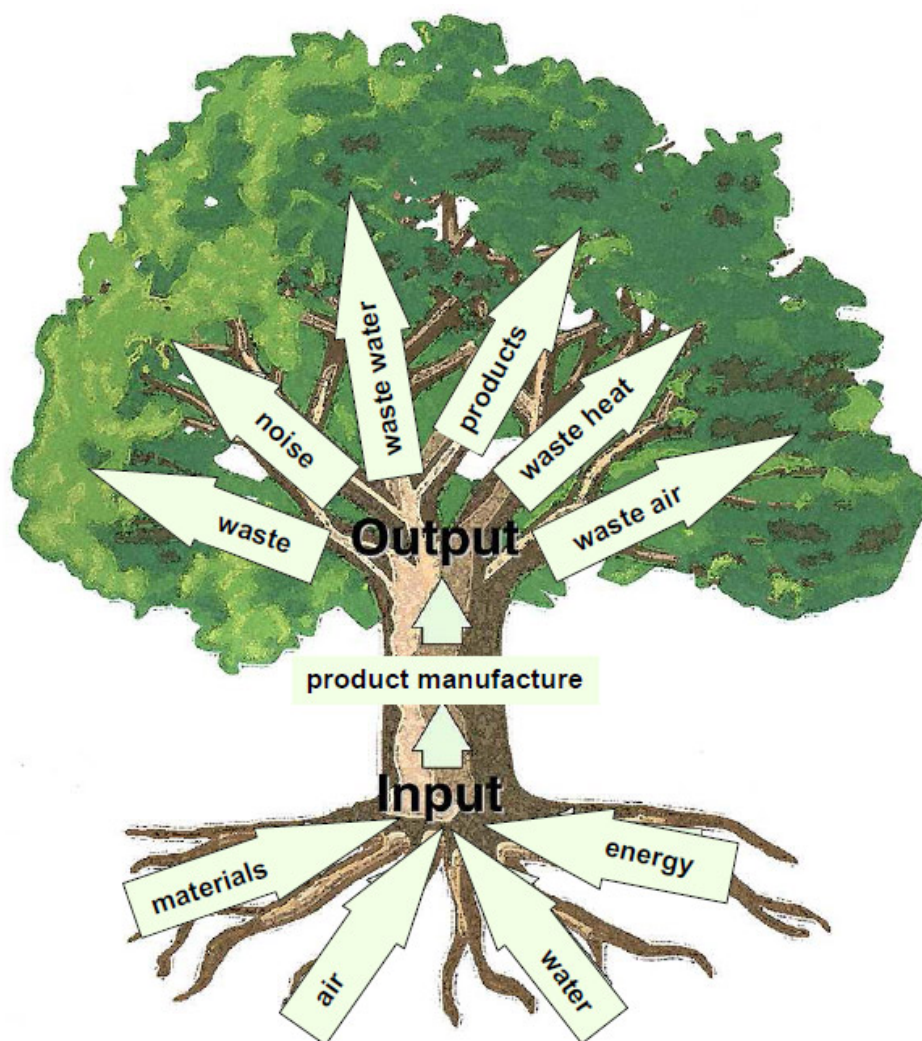 waste water
products
noise
waste heat
waste
waste air
Output
product manufacture
Input
materials
energy
air
water